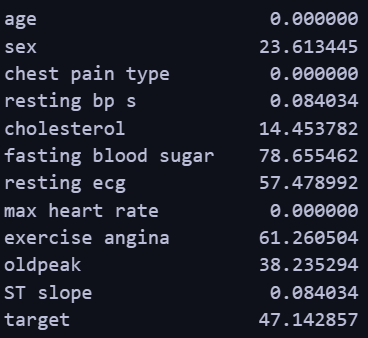 age 0.000000
sex 23.613445
chest pain type 0.000000
resting bp s 0.084034
cholesterol 14.453782
fasting blood sugar 78.655462
resting ecg 57.478992
max heart rate 0.000000
exercise angina 61.260504
oldpeak 38.235294
ST slope 0.084034
target 47.142857